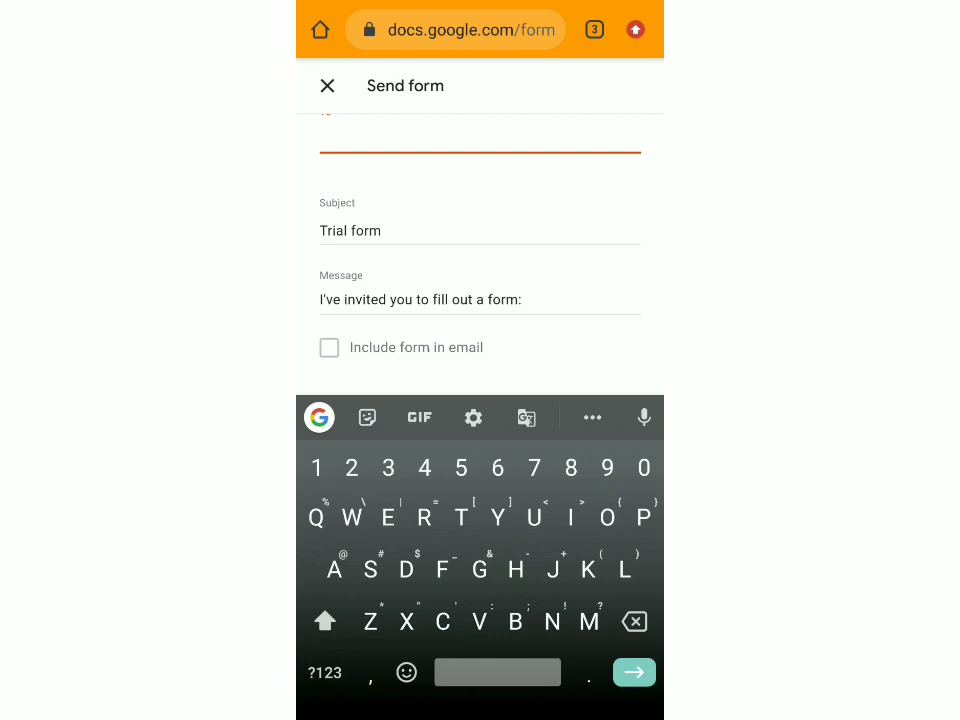 docs.google.com/form
3
Send form
Subject
Trial form
Message
I've invited you to fill out a form:
Include form in email
G GIF G
1 2 3 4 5 6 7 8 9 0
% \ | = [ ] < > { }
Q W E R T Y U I O P
@ # $ _ & - + ( )
A S D F G H J K L
* " ' : ; ! ?
Z X C V B N M
?123 , .